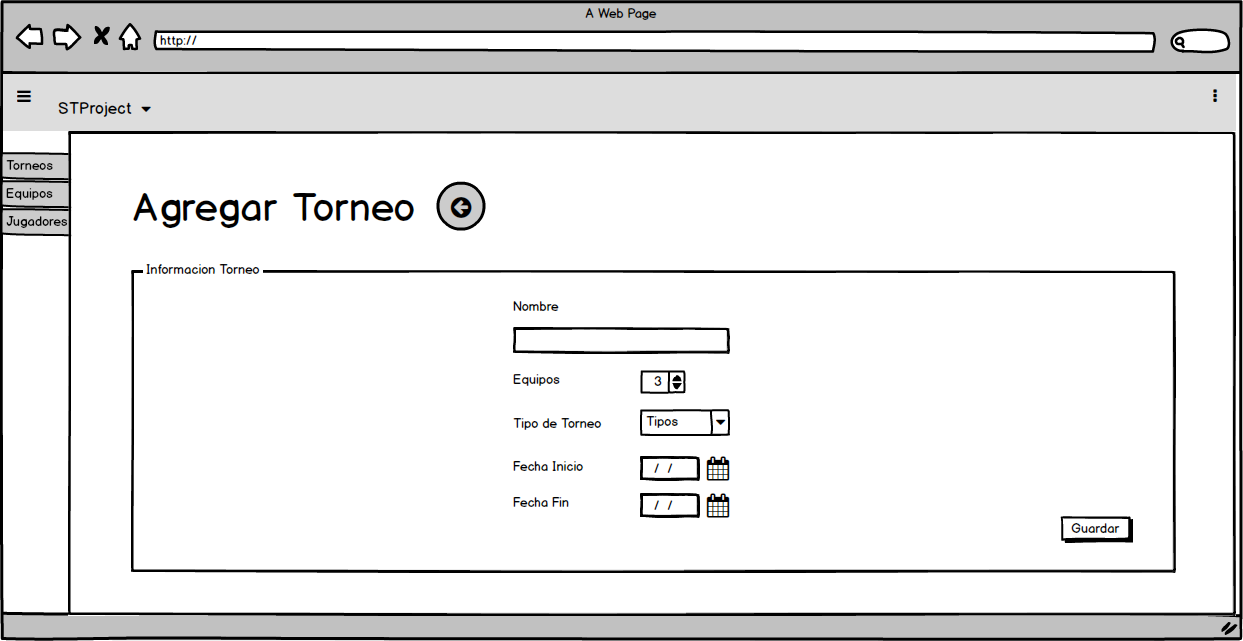 A Web Page
http://
STProject
Torneos
Equipos
Jugadores
Agregar Torneo
Informacion Torneo
Nombre
Equipos 3
Tipo de Torneo Tipos
Fecha Inicio / /
Fecha Fin / /
Guardar